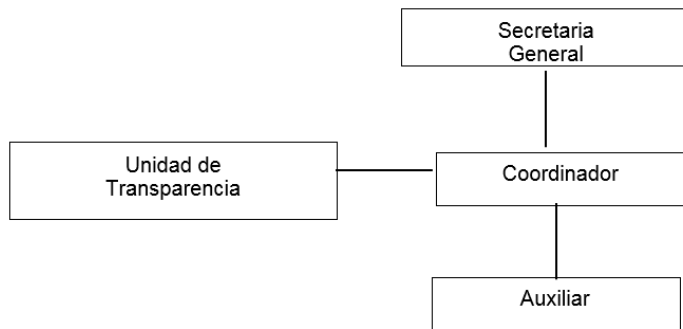 Secretaria
General
Unidad de
Transparencia
Coordinador
Auxiliar